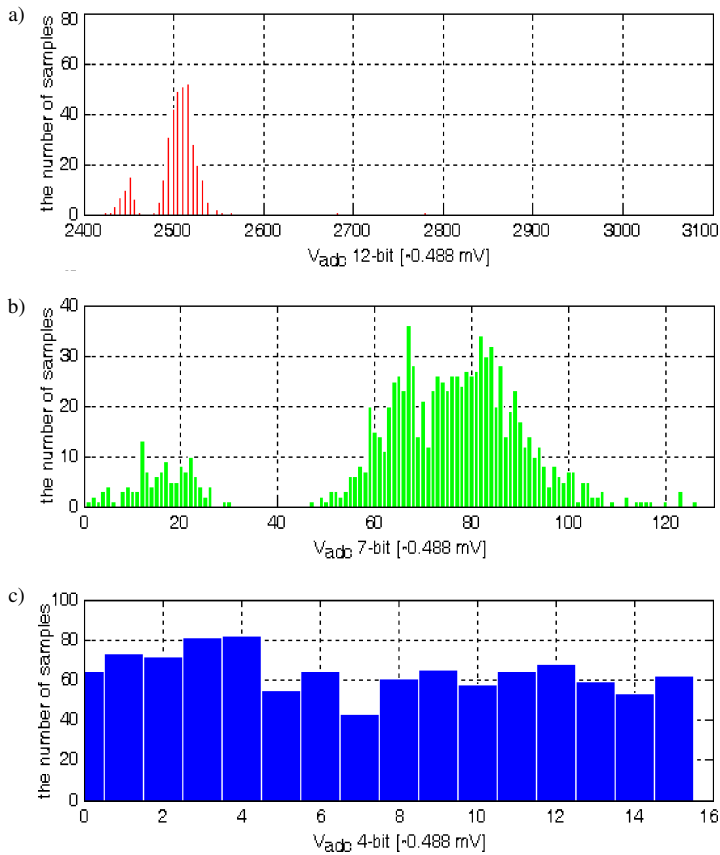 a)
80
60
40
20
0
the number of samples
2400 2500 2600 2700 2800 2900 3000 3100
Vadc 12-bit [·0.488 mV]
b)
40
30
20
10
0
the number of samples
0 20 40 60 80 100 120
Vadc 7-bit [·0.488 mV]
c)
100
80
60
40
20
0
the number of samples
0 2 4 6 8 10 12 14 16
Vadc 4-bit [·0.488 mV]